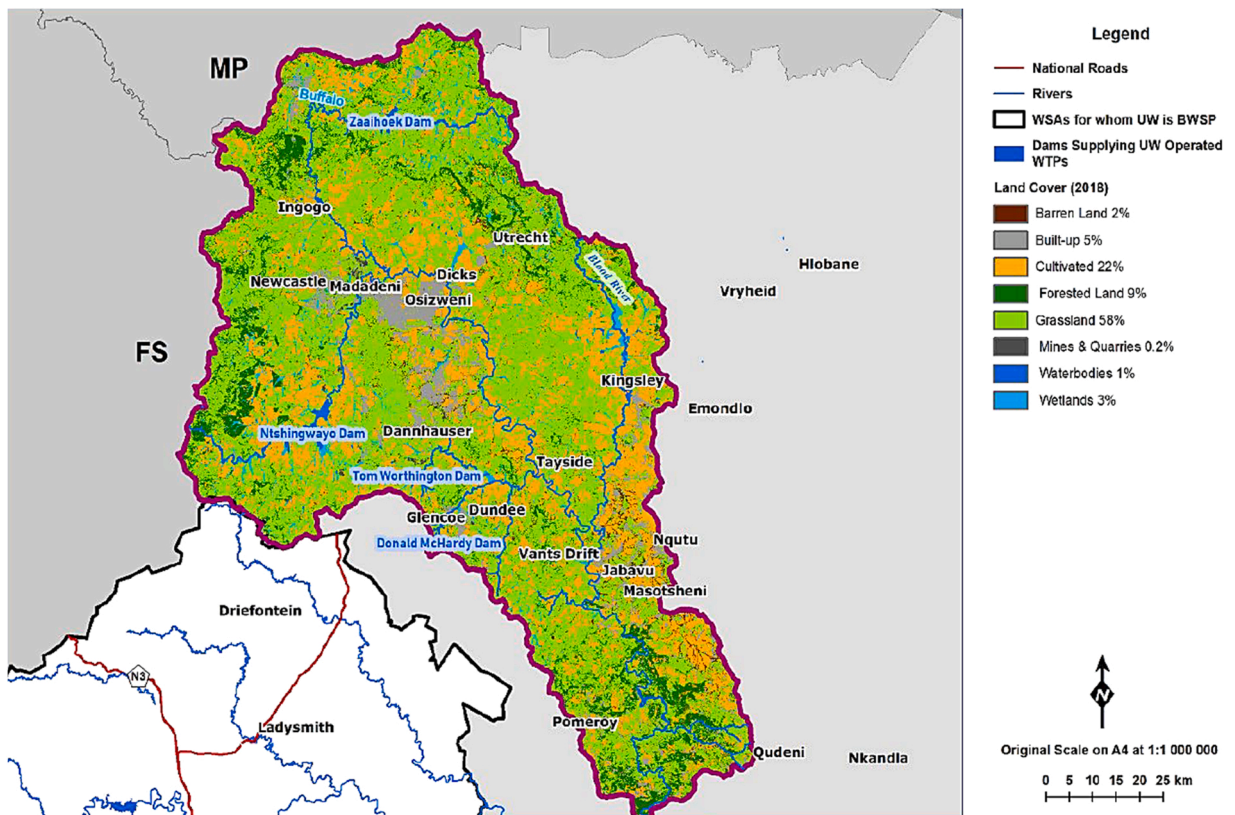 MP
Buffalo
Zaaihoek Dam
Ingogo
Utrecht
Blood River
Hlobane
Newcastle
Madadeni
Dicks
Osizweni
Vryheid
FS
Kingsley
Emondlo
Ntshingwayo Dam
Dannhauser
Tayside
Tom Worthington Dam
Glencoe
Dundee
Donald McHardy Dam
Vants Drift
Nqutu
Jabavu
Masotsheni
Driefontein
N3
Ladysmith
Pomeroy
Qudeni
Nkandla
Legend
National Roads
Rivers
WSAs for whom UW is BWSP
Dams Supplying UW Operated
WTPs
Land Cover (2018)
Barren Land 2%
Built-up 5%
Cultivated 22%
Forested Land 9%
Grassland 58%
Mines & Quarries 0.2%
Waterbodies 1%
Wetlands 3%
N
Original Scale on A4 at 1:1 000 000
0 5 10 15 20 25 km